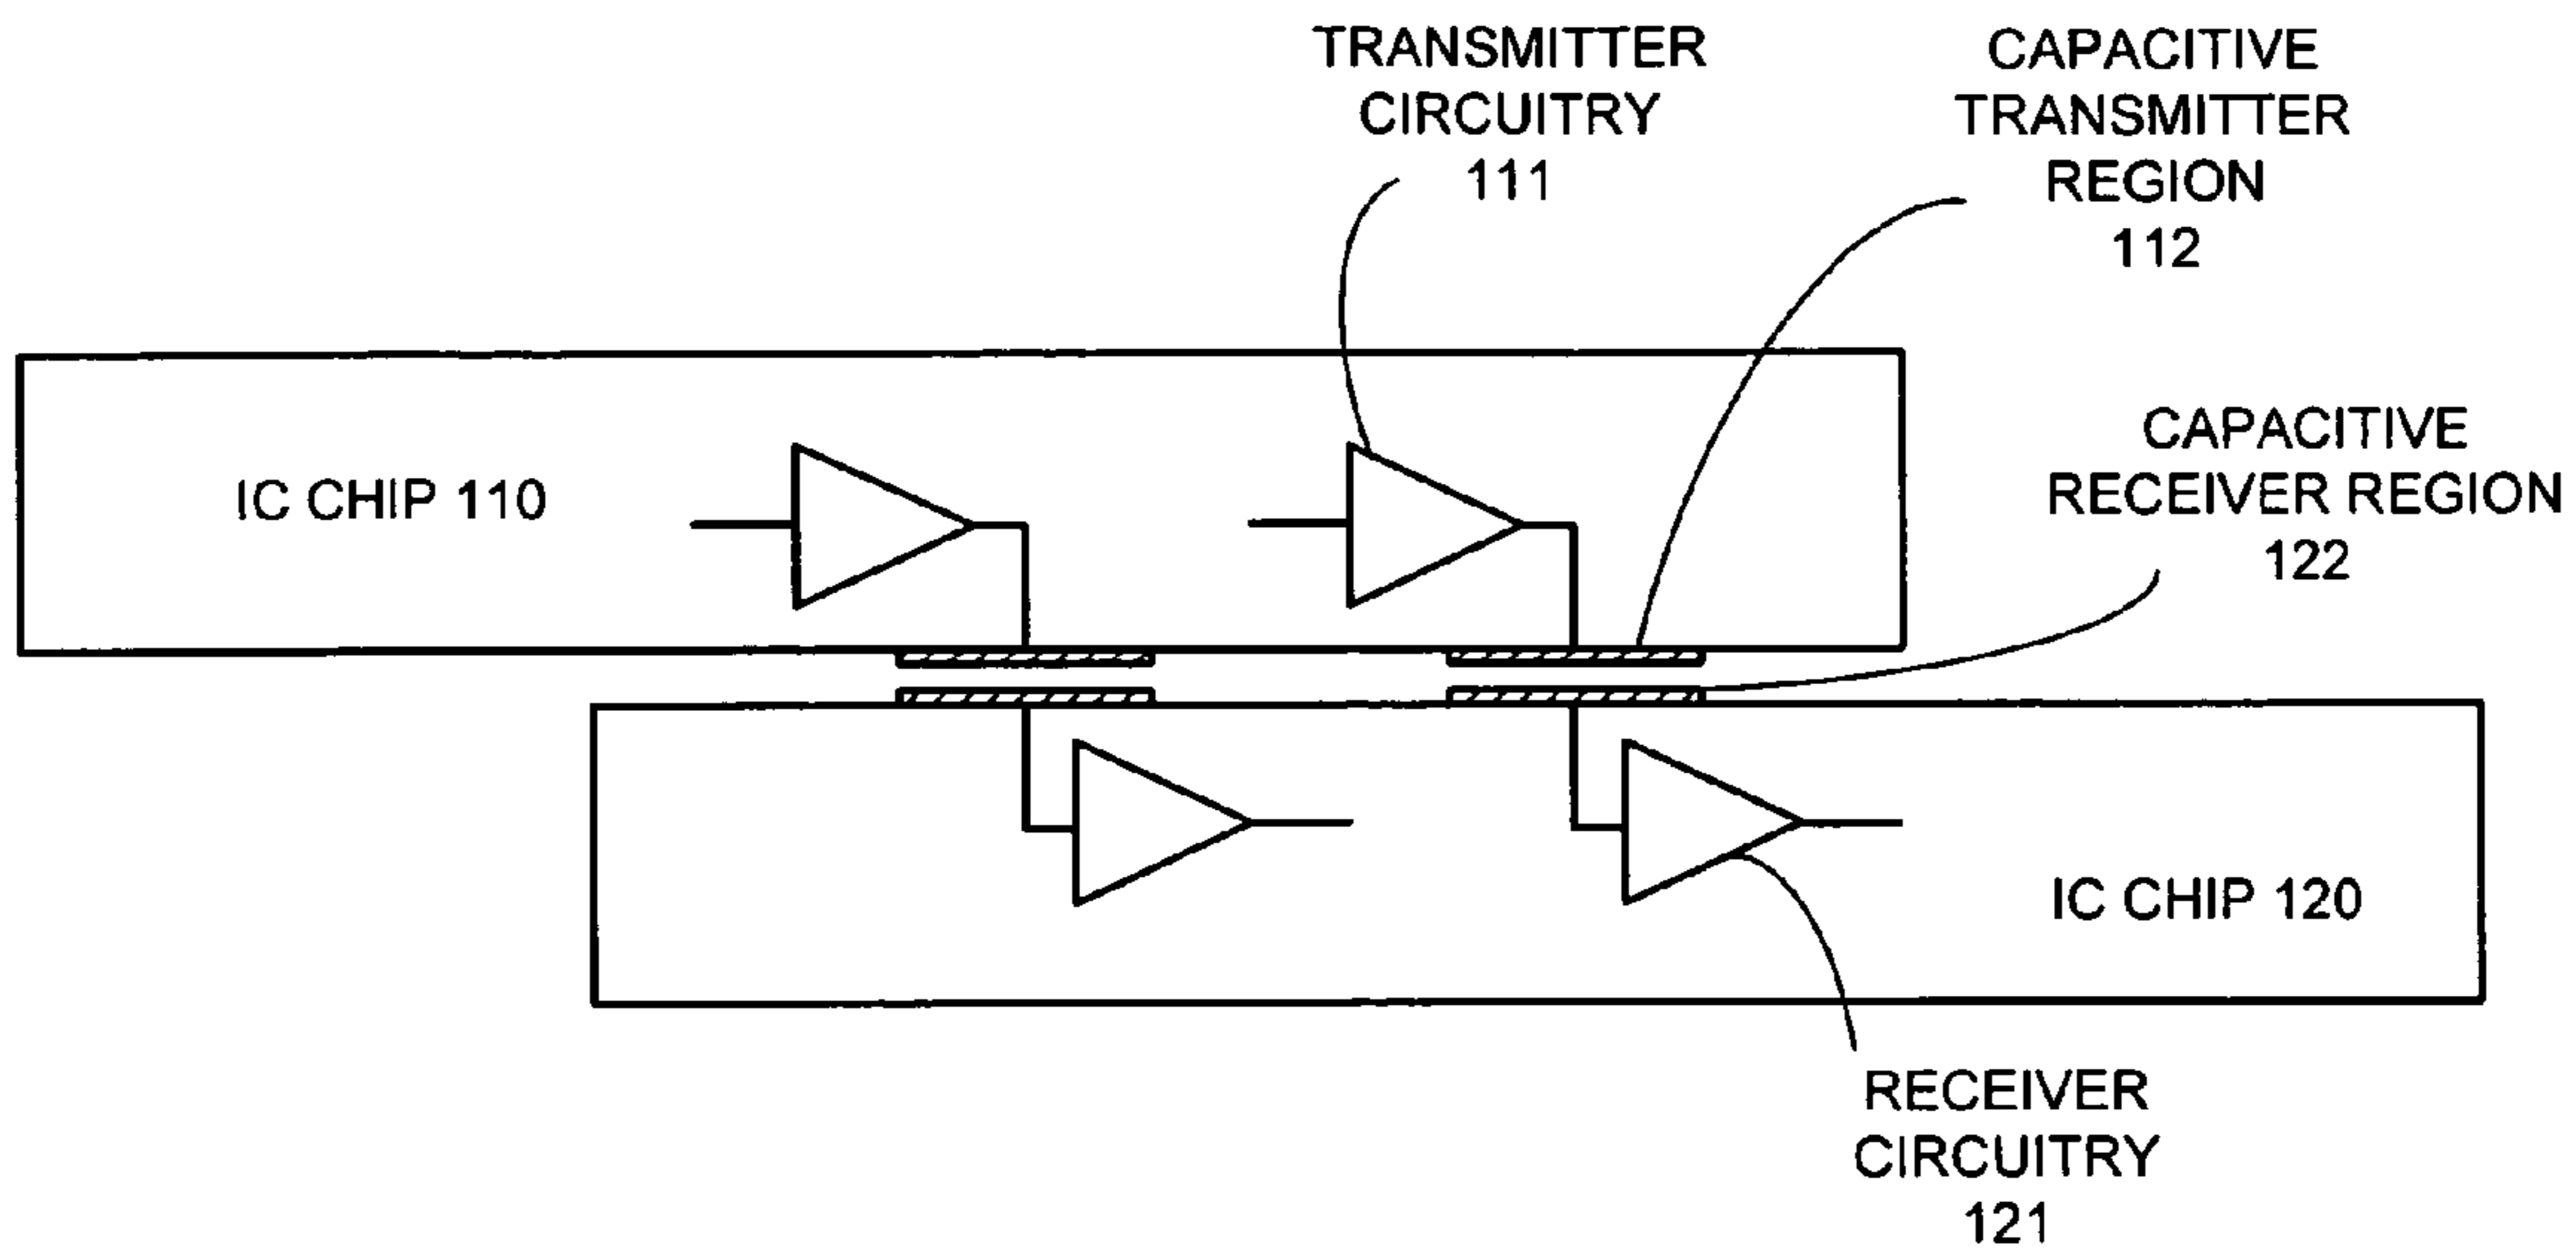 TRANSMITTER
CIRCUITRY
111
CAPACITIVE
TRANSMITTER
REGION
112
CAPACITIVE
RECEIVER REGION
122
IC CHIP 110
IC CHIP 120
RECEIVER
CIRCUITRY
121